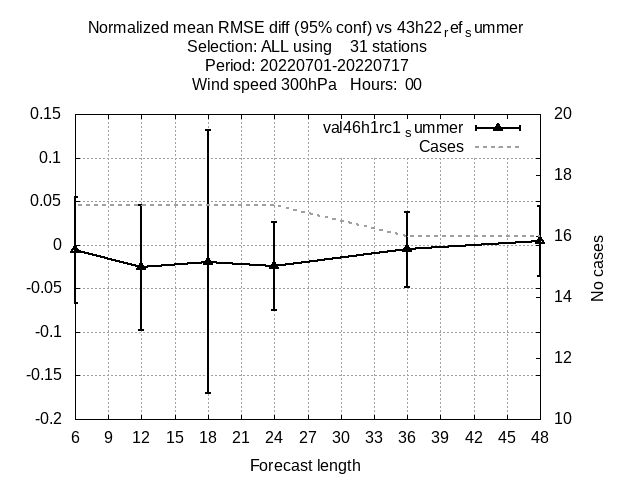 Normalized mean RMSE diff (95% conf) vs 43h22ref summer
Selection: ALL using 31 stations
Period: 20220701-20220717
Wind speed 300hPa Hours: 00
val46h1rc1summer
Cases
0.15
0.1
0.05
0
-0.05
-0.1
-0.15
-0.2
20
18
16
14
12
10
No cases
6 9 12 15 18 21 24 27 30 33 36 39 42 45 48
Forecast length